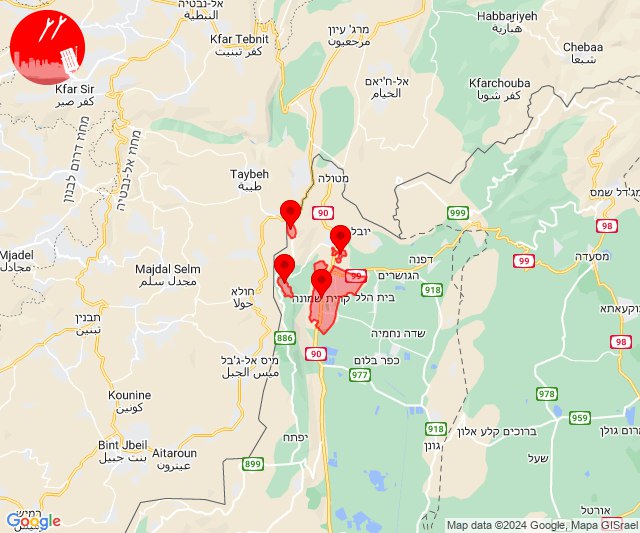 אל-נבטיה
النبطية
Habbariyeh
هبارية
מרג' עיון
مرجعيون
Kfar Tebnit
كفر تبنيت
Chebaa
شبعا
אל-ח'יאם
الخيام
Kfarchouba
كفر شوبا
Kfar Sir
كفر صير
מחוז אל-נבטיה
מחוז דרום לבנון
Taybeh
طيبة
מטולה
מג'דל שמס
90
יובל
999
98
דפנה
מסעדה
99
Mjadel
مجادل
Majdal Selm
مجدل سلم
חולא
حولا
99
הגושרים
בית הלל
קרית שמונה
918
בוקעאתא
תבנין
تبنين
שדה נחמיה
886
98
מיס אל-ג'בל
ميس الجبل
90
כפר בלום
977
Kounine
كونين
978
959
918
גונן
ברוכים קלע אלון
מרום גולן
Bint Jbeil
بنت جبيل
Aitaroun
عيترون
יפתח
899
שעל
רמיש
رميش
אורטל
Google
Map data ©2024 Google, Mapa GISrael